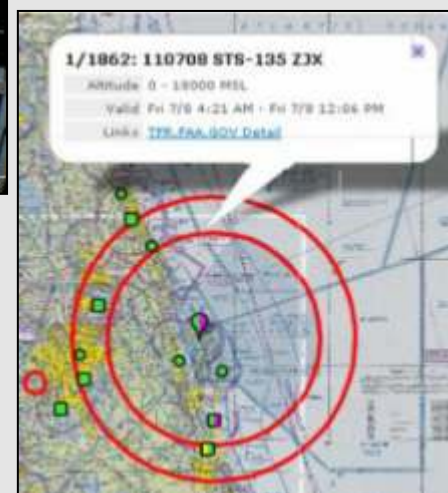 1/1862: 110708 STS-135 ZJX
Altitude 0 - 18000 MSL
Valid Fri 7/8 4:21 AM - Fri 7/8 12:06 PM
Links TFR.FAA.GOV Detail